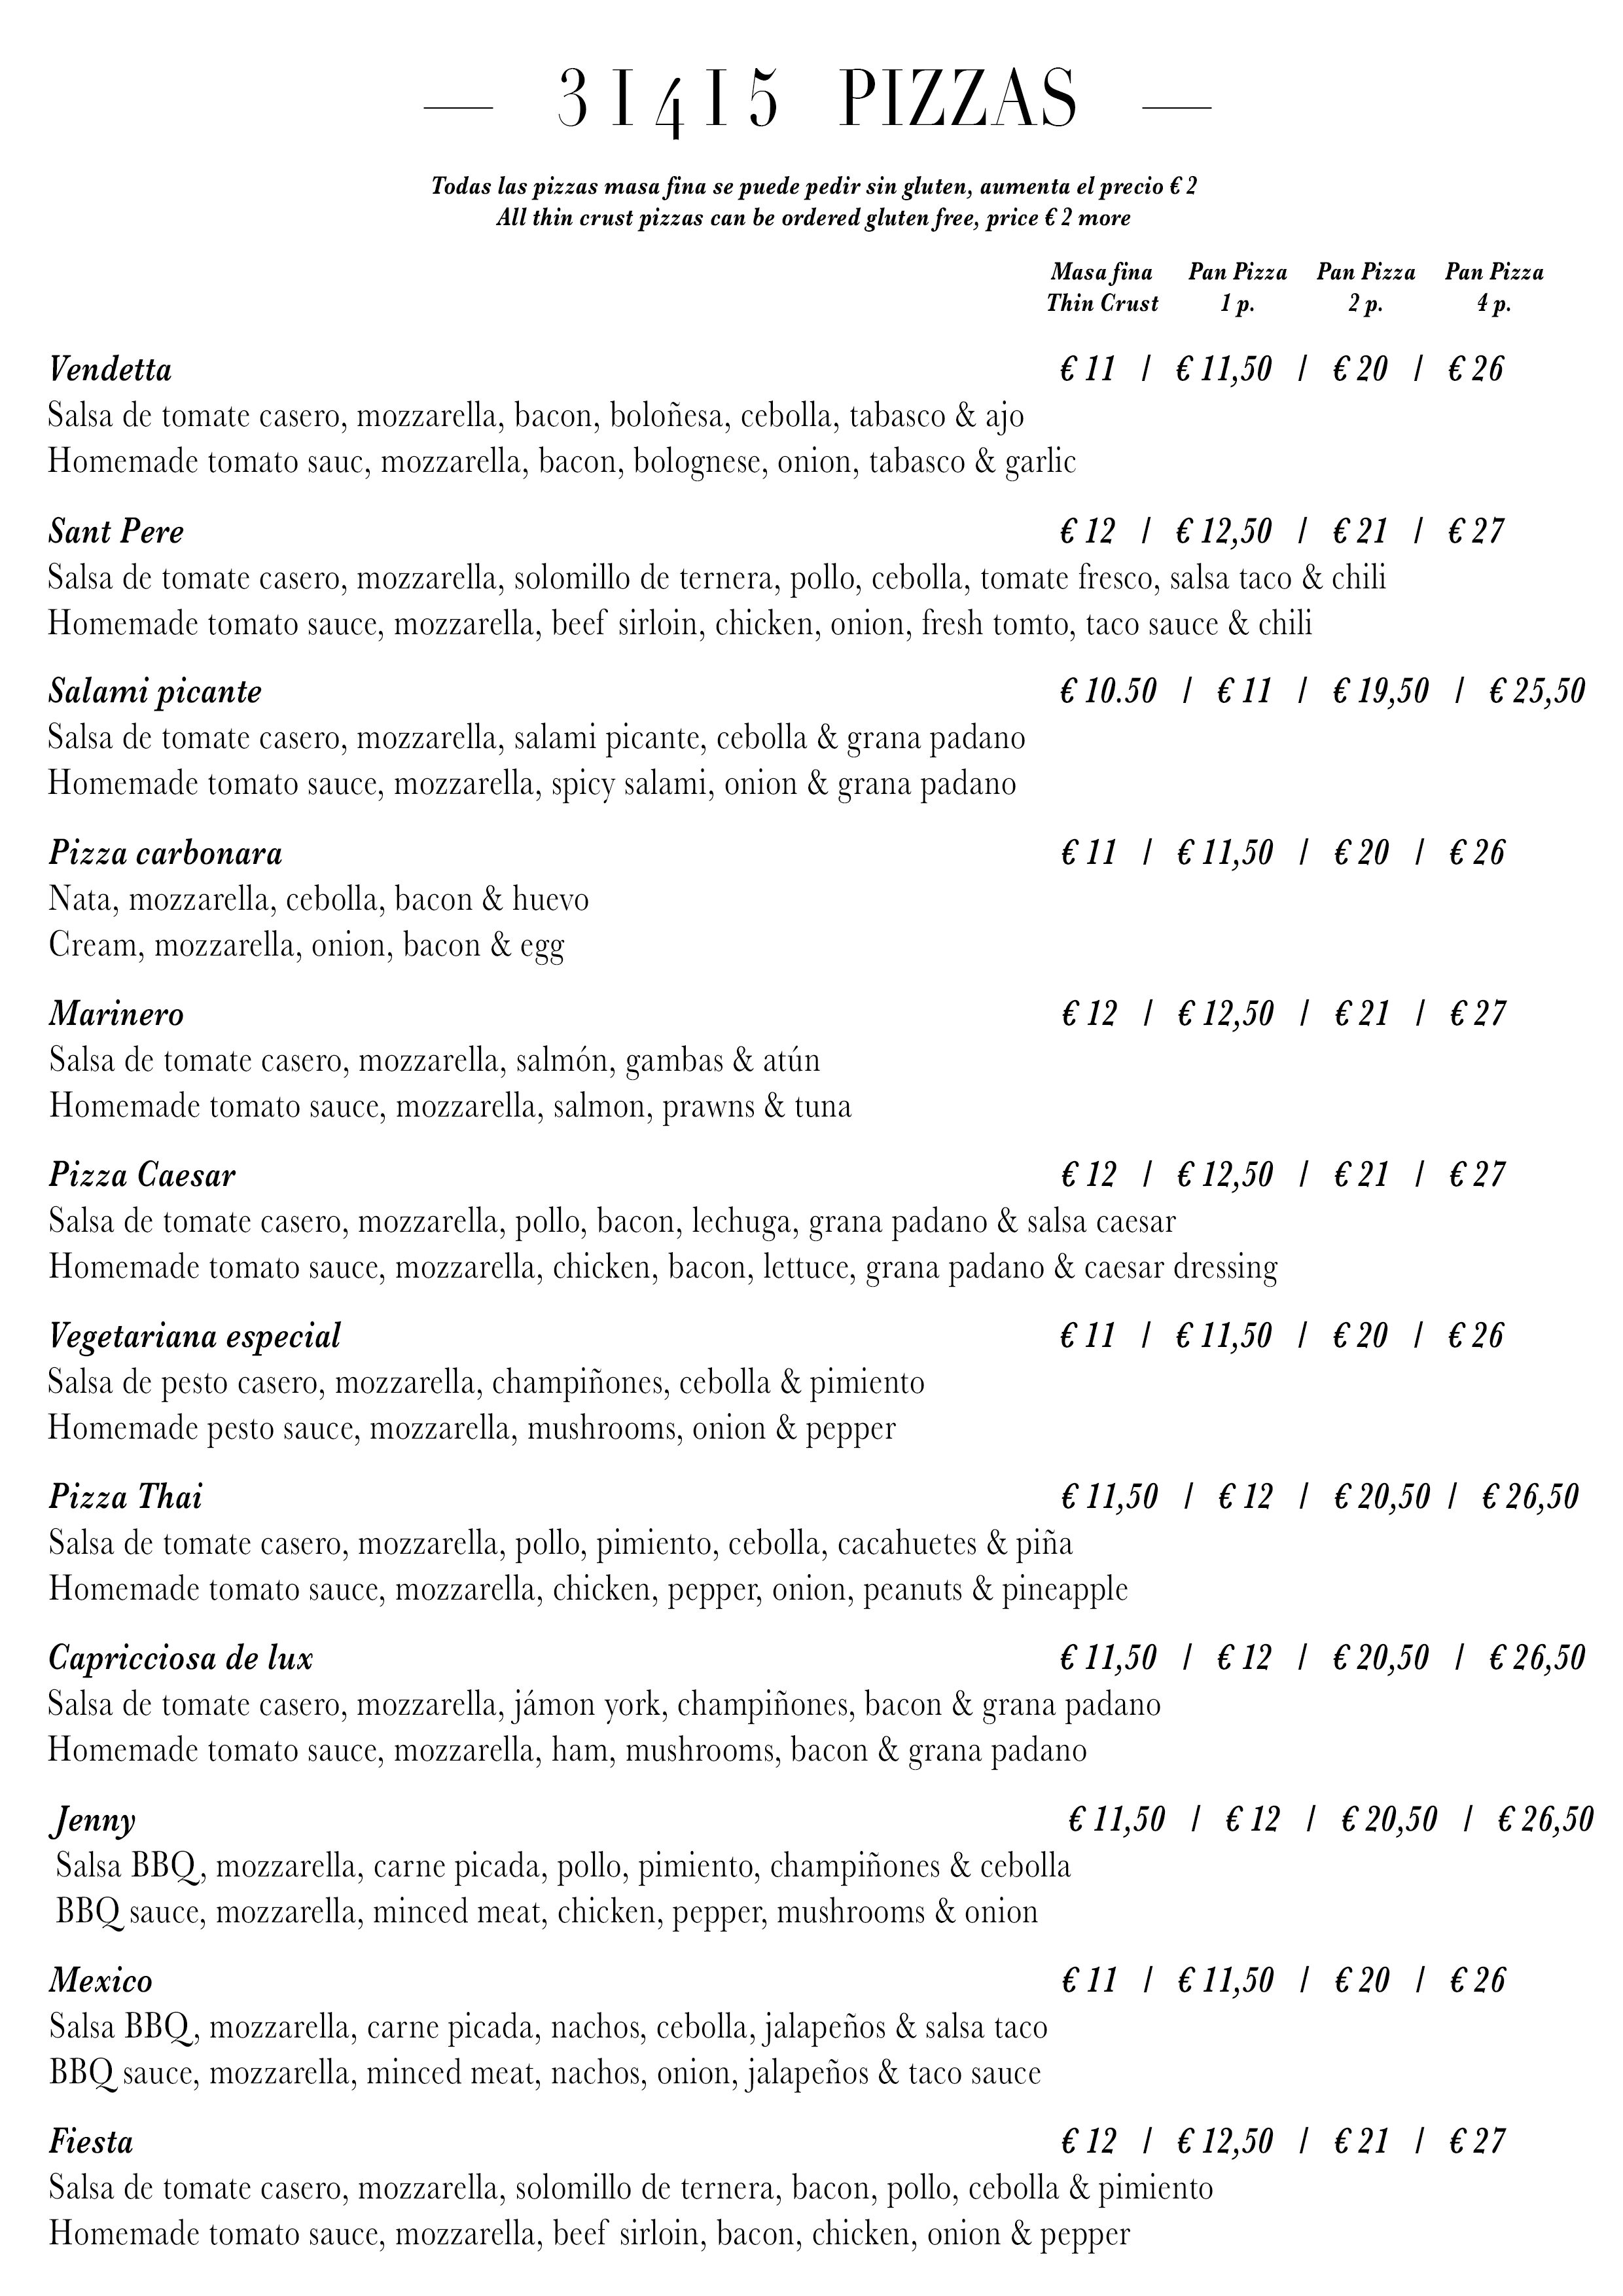 31415 PIZZAS
Todas las pizzas masa fina se puede pedir sin gluten, aumenta el precio € 2
All thin crust pizzas can be ordered gluten free, price € 2 more
Masa fina Pan Pizza Pan Pizza Pan Pizza
Thin Crust 1 p. 2 p. 4 p.
Vendetta € 11 / € 11,50 / € 20 / € 26
Salsa de tomate casero, mozzarella, bacon, boloñesa, cebolla, tabasco & ajo
Homemade tomato sauc, mozzarella, bacon, bolognese, onion, tabasco & garlic
Sant Pere € 12 / € 12,50 / € 21 / € 27
Salsa de tomate casero, mozzarella, solomillo de ternera, pollo, cebolla, tomate fresco, salsa taco & chili
Homemade tomato sauce, mozzarella, beef sirloin, chicken, onion, fresh tomto, taco sauce & chili
Salami picante € 10.50 / € 11 / € 19,50 / € 25,50
Salsa de tomate casero, mozzarella, salami picante, cebolla & grana padano
Homemade tomato sauce, mozzarella, spicy salami, onion & grana padano
Pizza carbonara € 11 / € 11,50 / € 20 / € 26
Nata, mozzarella, cebolla, bacon & huevo
Cream, mozzarella, onion, bacon & egg
Marinero € 12 / € 12,50 / € 21 / € 27
Salsa de tomate casero, mozzarella, salmón, gambas & atún
Homemade tomato sauce, mozzarella, salmon, prawns & tuna
Pizza Caesar € 12 / € 12,50 / € 21 / € 27
Salsa de tomate casero, mozzarella, pollo, bacon, lechuga, grana padano & salsa caesar
Homemade tomato sauce, mozzarella, chicken, bacon, lettuce, grana padano & caesar dressing
Vegetariana especial € 11 / € 11,50 / € 20 / € 26
Salsa de pesto casero, mozzarella, champiñones, cebolla & pimiento
Homemade pesto sauce, mozzarella, mushrooms, onion & pepper
Pizza Thai € 11,50 / € 12 / € 20,50 / € 26,50
Salsa de tomate casero, mozzarella, pollo, pimiento, cebolla, cacahuetes & piña
Homemade tomato sauce, mozzarella, chicken, pepper, onion, peanuts & pineapple
Capricciosa de lux € 11,50 / € 12 / € 20,50 / € 26,50
Salsa de tomate casero, mozzarella, jámon york, champiñones, bacon & grana padano
Homemade tomato sauce, mozzarella, ham, mushrooms, bacon & grana padano
Jenny € 11,50 / € 12 / € 20,50 / € 26,50
Salsa BBQ, mozzarella, carne picada, pollo, pimiento, champiñones & cebolla
BBQ sauce, mozzarella, minced meat, chicken, pepper, mushrooms & onion
Mexico € 11 / € 11,50 / € 20 / € 26
Salsa BBQ, mozzarella, carne picada, nachos, cebolla, jalapeños & salsa taco
BBQ sauce, mozzarella, minced meat, nachos, onion, jalapeños & taco sauce
Fiesta € 12 / € 12,50 / € 21 / € 27
Salsa de tomate casero, mozzarella, solomillo de ternera, bacon, pollo, cebolla & pimiento
Homemade tomato sauce, mozzarella, beef sirloin, bacon, chicken, onion & pepper